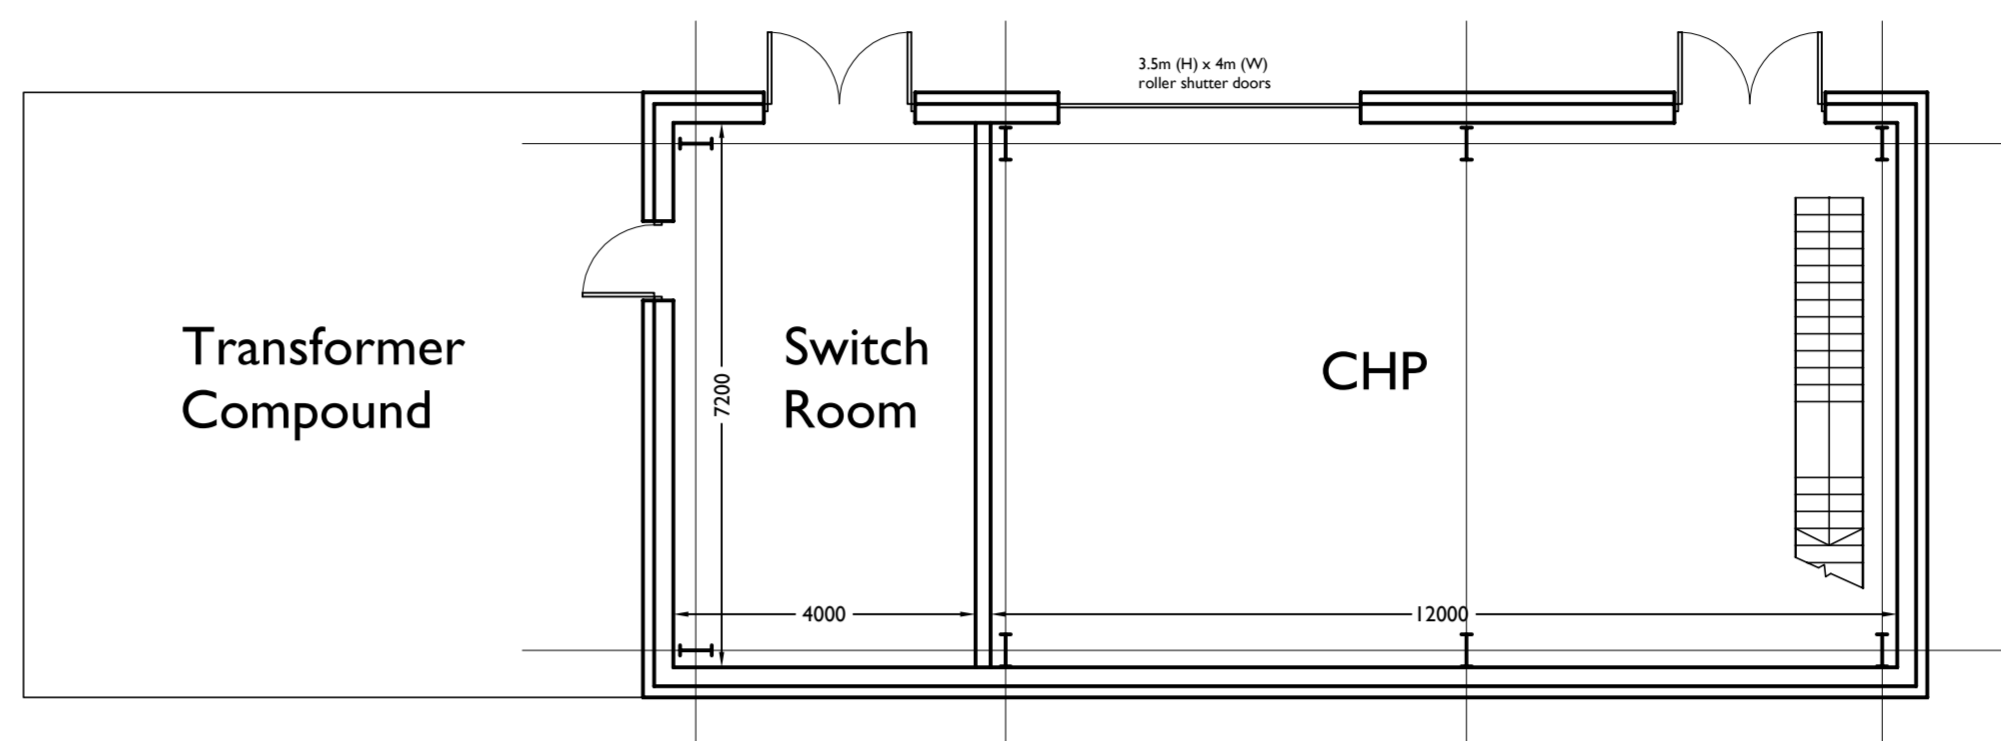 3.5m (H) x 4m (W)
roller shutter doors
Transformer
Compound
Switch
Room
CHP
7200
4000
12000